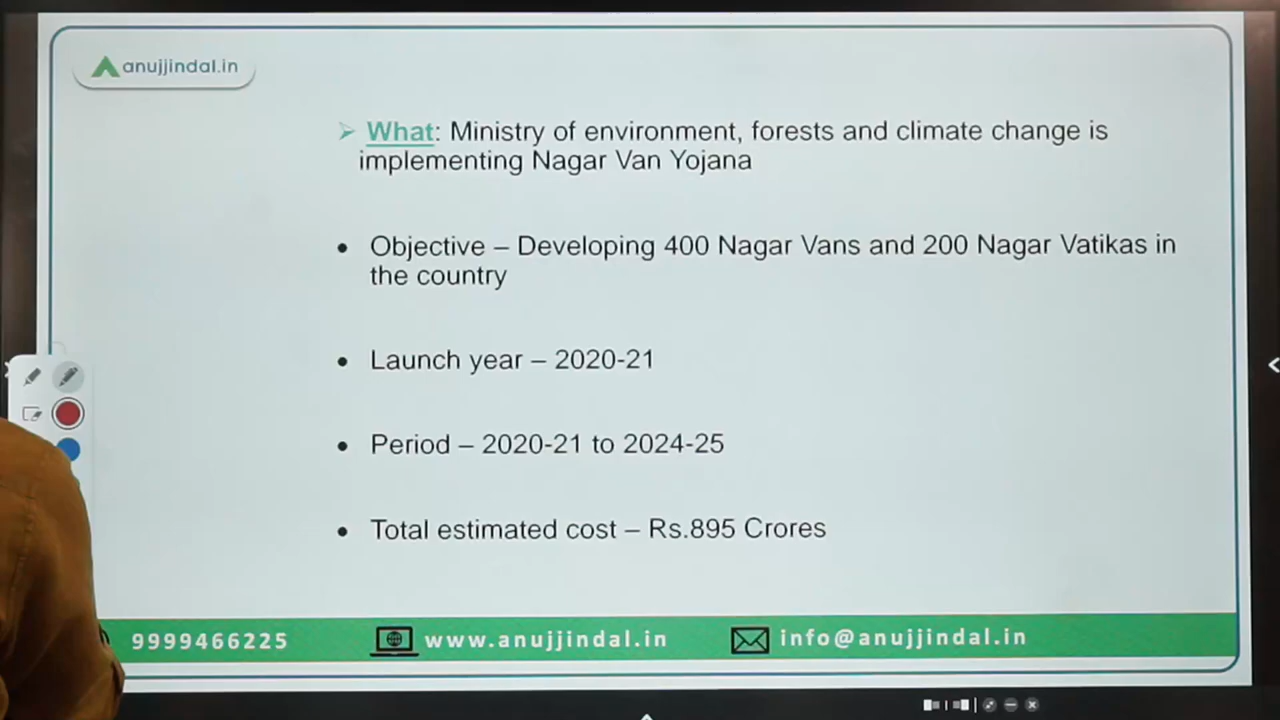 anujjindal.in
➢ What: Ministry of environment, forests and climate change is
implementing Nagar Van Yojana
• Objective – Developing 400 Nagar Vans and 200 Nagar Vatikas in
the country
• Launch year – 2020-21
• Period – 2020-21 to 2024-25
• Total estimated cost – Rs.895 Crores
9999466225 www.anujjindal.in info@anujjindal.in